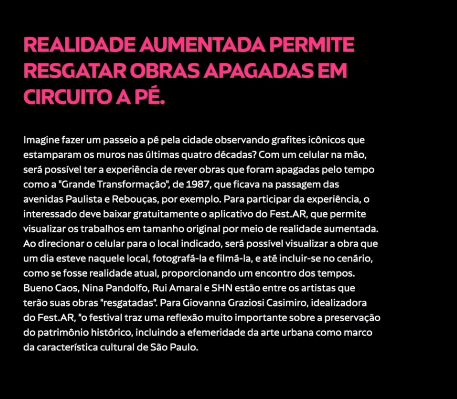 REALIDADE AUMENTADA PERMITE
RESGATAR OBRAS APAGADAS EM
CIRCUITO A PÉ.
Imagine fazer um passeio a pé pela cidade observando grafites icônicos que
estamparam os muros nas últimas quatro décadas? Com um celular na mão,
será possível ter a experiência de rever obras que foram apagadas pelo tempo
como a "Grande Transformação", de 1987, que ficava na passagem das
avenidas Paulista e Rebouças, por exemplo. Para participar da experiência, o
interessado deve baixar gratuitamente o aplicativo do Fest.AR, que permite
visualizar os trabalhos em tamanho original por meio de realidade aumentada.
Ao direcionar o celular para o local indicado, será possível visualizar a obra que
um dia esteve naquele local, fotografá-la e filmá-la, e até incluir-se no cenário,
como se fosse realidade atual, proporcionando um encontro dos tempos.
Bueno Caos, Nina Pandolfo, Rui Amaral e SHN estão entre os artistas que
terão suas obras "resgatadas". Para Giovanna Graziosi Casimiro, idealizadora
do Fest.AR, "o festival traz uma reflexão muito importante sobre a preservação
do patrimônio histórico, incluindo a efemeridade da arte urbana como marco
da característica cultural de São Paulo.